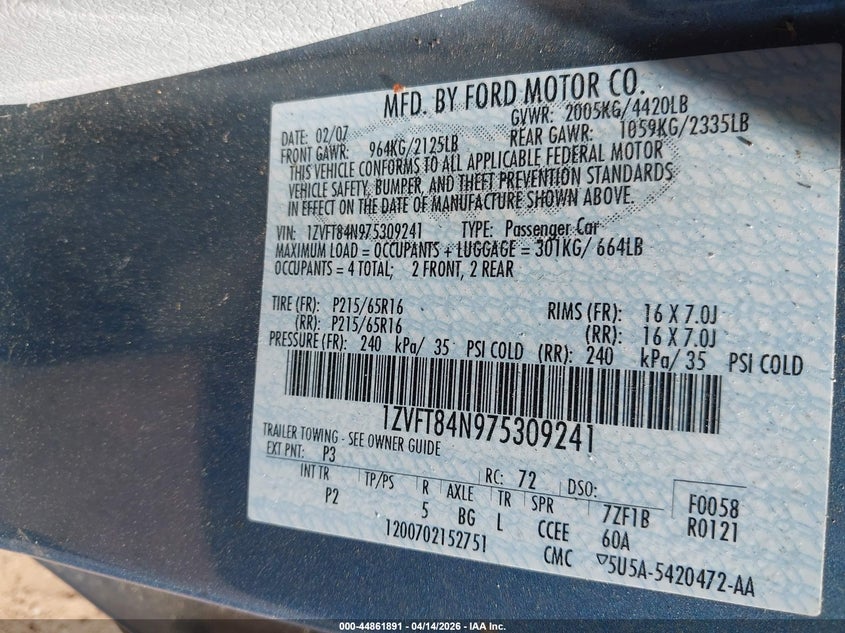 MFD. BY FORD MOTOR CO.
DATE: 02/07 GVWR: 2005KG/4420LB
FRONT GAWR: 964KG/2125LB REAR GAWR: 1059KG/2335LB
THIS VEHICLE CONFORMS TO ALL APPLICABLE FEDERAL MOTOR
VEHICLE SAFETY, BUMPER, AND THEFT PREVENTION STANDARDS
IN EFFECT ON THE DATE OF MANUFACTURE SHOWN ABOVE.
VIN: 1ZVFT84N975309241 TYPE: Passenger Car
MAXIMUM LOAD = OCCUPANTS + LUGGAGE = 301KG/ 664LB
OCCUPANTS = 4 TOTAL; 2 FRONT, 2 REAR
TIRE (FR): P215/65R16 RIMS (FR): 16 X 7.0J
(RR): P215/65R16 (RR): 16 X 7.0J
PRESSURE (FR): 240 kPa/ 35 PSI COLD (RR): 240 kPa/ 35 PSI COLD
1ZVFT84N975309241
TRAILER TOWING - SEE OWNER GUIDE
EXT PNT: P3 RC: 72 DSO: F0058
INT TR TP/PS R AXLE TR SPR 7ZF1B R0121
P2 5 BG L CCEE 60A
1200702152751 CMC ▽5U5A-5420472-AA
000-44861891 - 04/14/2026 - IAA Inc.